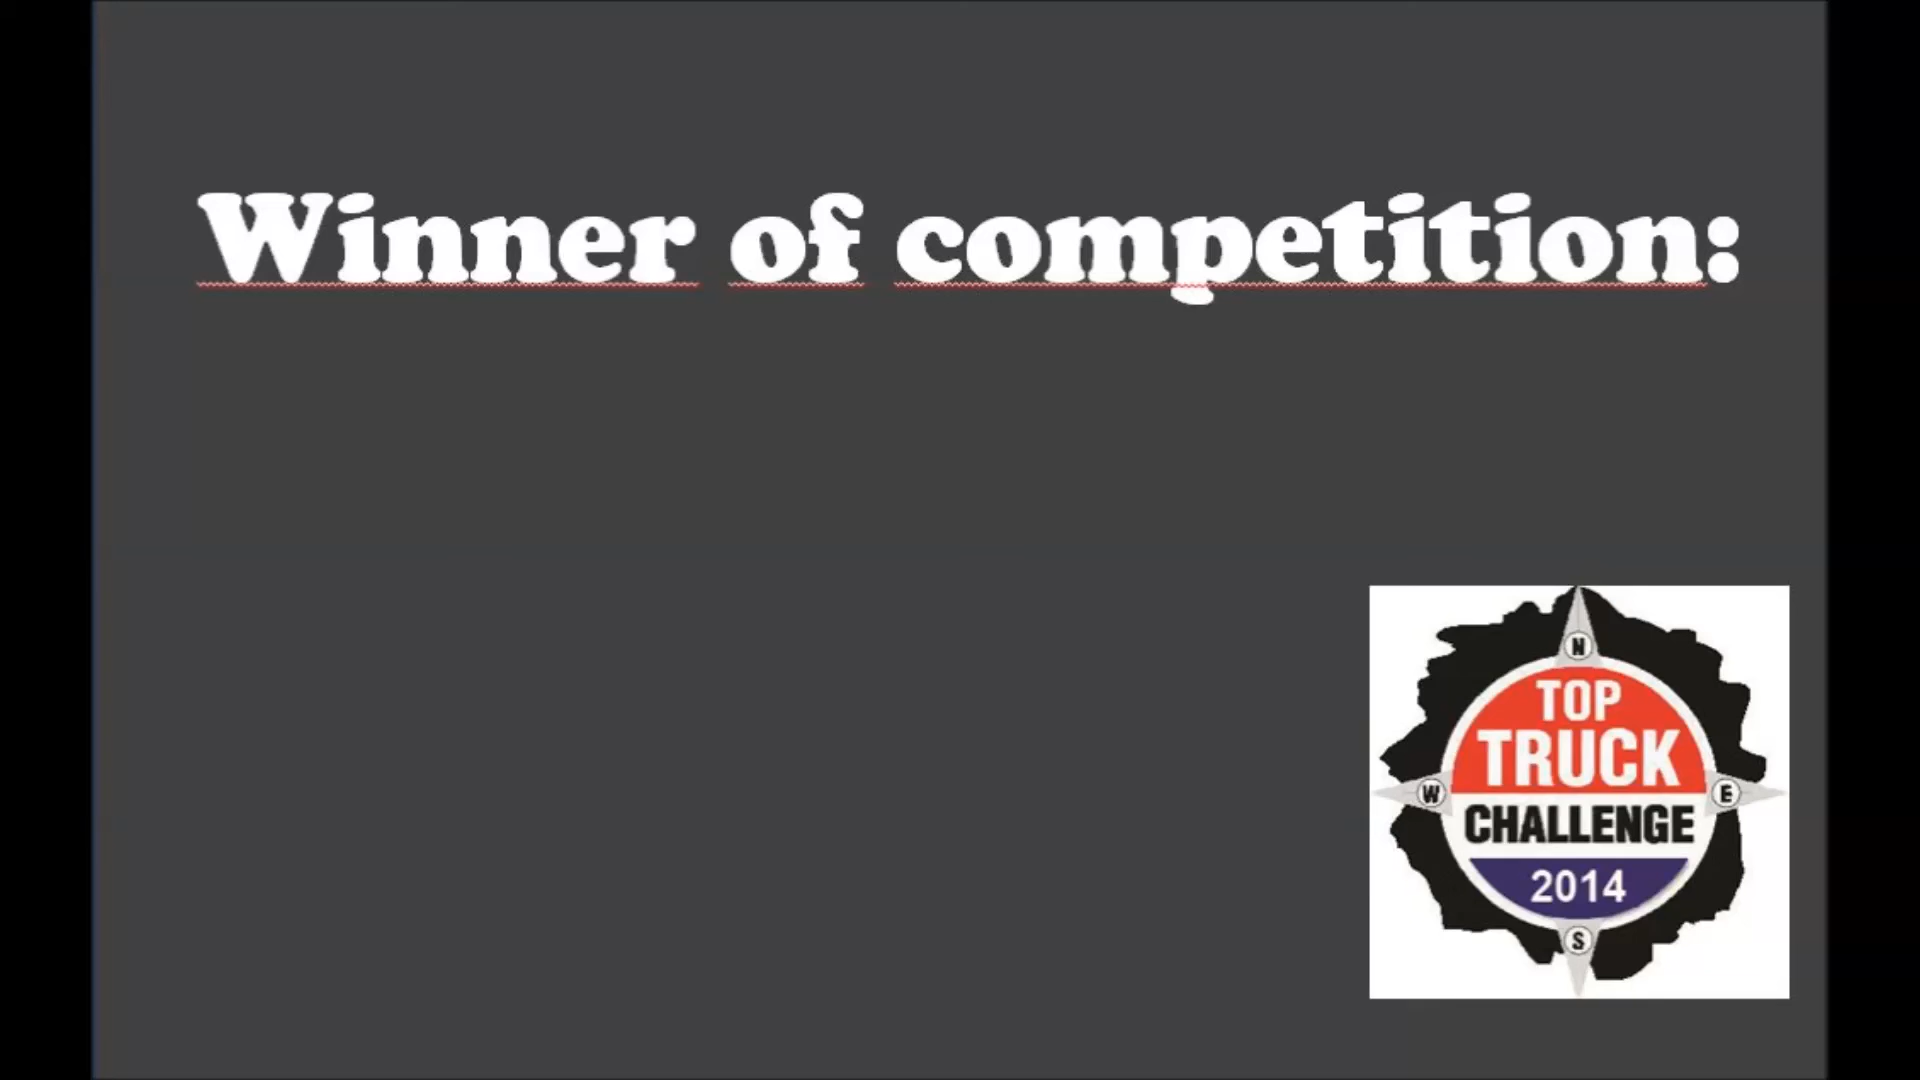 Winner of competition:
N
TOP
TRUCK
W
E
CHALLENGE
2014
S